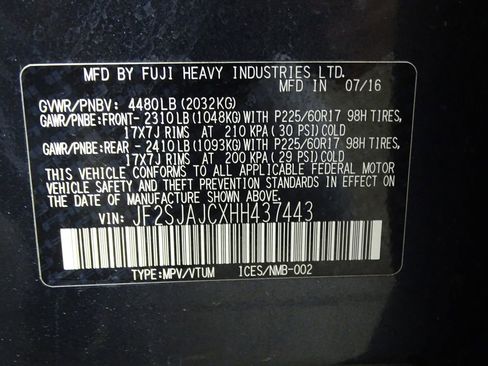 MFD BY FUJI HEAVY INDUSTRIES LTD.
MFD IN 07/16
GVWR/PNBV: 4480LB(2032KG)
GAWR/PNBE:FRONT- 2310LB(1048KG)WITH P225/60R17 98H TIRES,
17X7J RIMS AT 210 KPA(30 PSI)COLD
GAWR/PNBE:REAR - 2410LB(1093KG)WITH P225/60R17 98H TIRES,
17X7J RIMS AT 200 KPA(29 PSI)COLD
THIS VEHICLE CONFORMS TO ALL APPLICABLE FEDERAL MOTOR
VEHICLE SAFETY STANDARDS IN EFFECT ON
THE DATE OF MANUFACTURE SHOWN ABOVE.
VIN: JF2SJAJCXHH437443
TYPE:MPV/VTUM 1CES/NMB-002